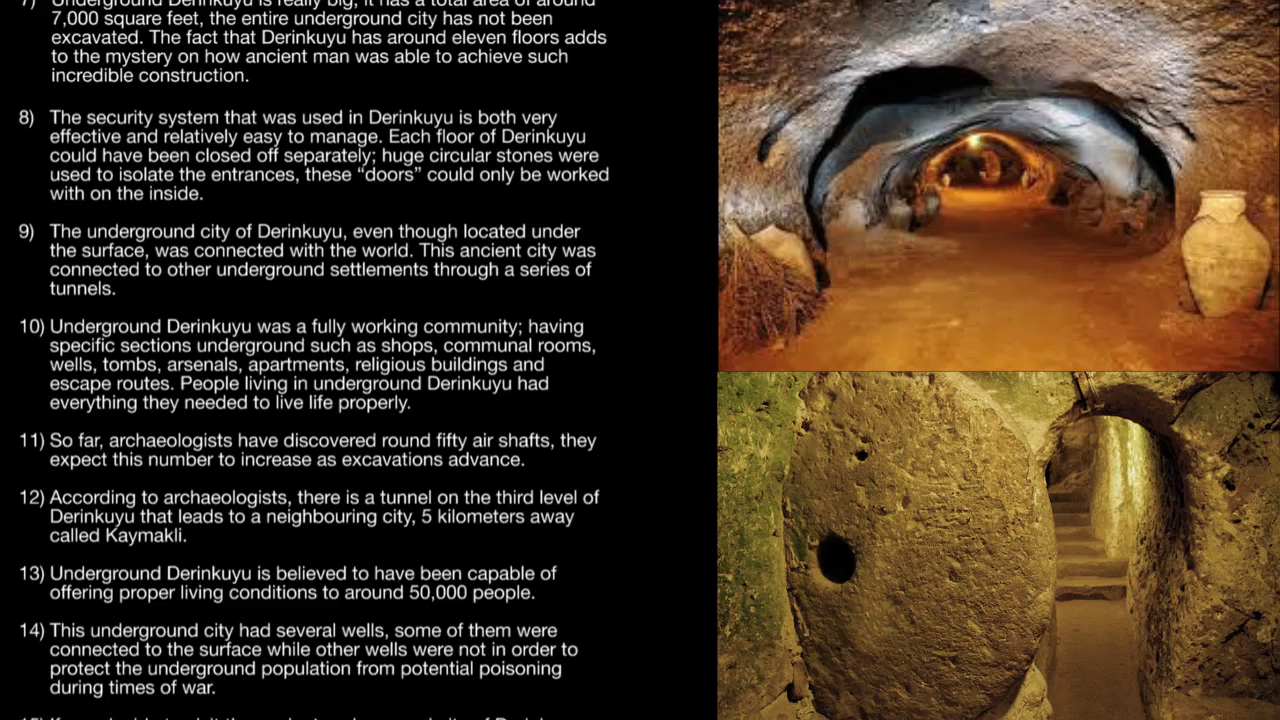 7) Underground Derinkuyu is really big, it has a total area of around
7,000 square feet, the entire underground city has not been
excavated. The fact that Derinkuyu has around eleven floors adds
to the mystery on how ancient man was able to achieve such
incredible construction.
8) The security system that was used in Derinkuyu is both very
effective and relatively easy to manage. Each floor of Derinkuyu
could have been closed off separately; huge circular stones were
used to isolate the entrances, these “doors” could only be worked
with on the inside.
9) The underground city of Derinkuyu, even though located under
the surface, was connected with the world. This ancient city was
connected to other underground settlements through a series of
tunnels.
10) Underground Derinkuyu was a fully working community; having
specific sections underground such as shops, communal rooms,
wells, tombs, arsenals, apartments, religious buildings and
escape routes. People living in underground Derinkuyu had
everything they needed to live life properly.
11) So far, archaeologists have discovered round fifty air shafts, they
expect this number to increase as excavations advance.
12) According to archaeologists, there is a tunnel on the third level of
Derinkuyu that leads to a neighbouring city, 5 kilometers away
called Kaymakli.
13) Underground Derinkuyu is believed to have been capable of
offering proper living conditions to around 50,000 people.
14) This underground city had several wells, some of them were
connected to the surface while other wells were not in order to
protect the underground population from potential poisoning
during times of war.